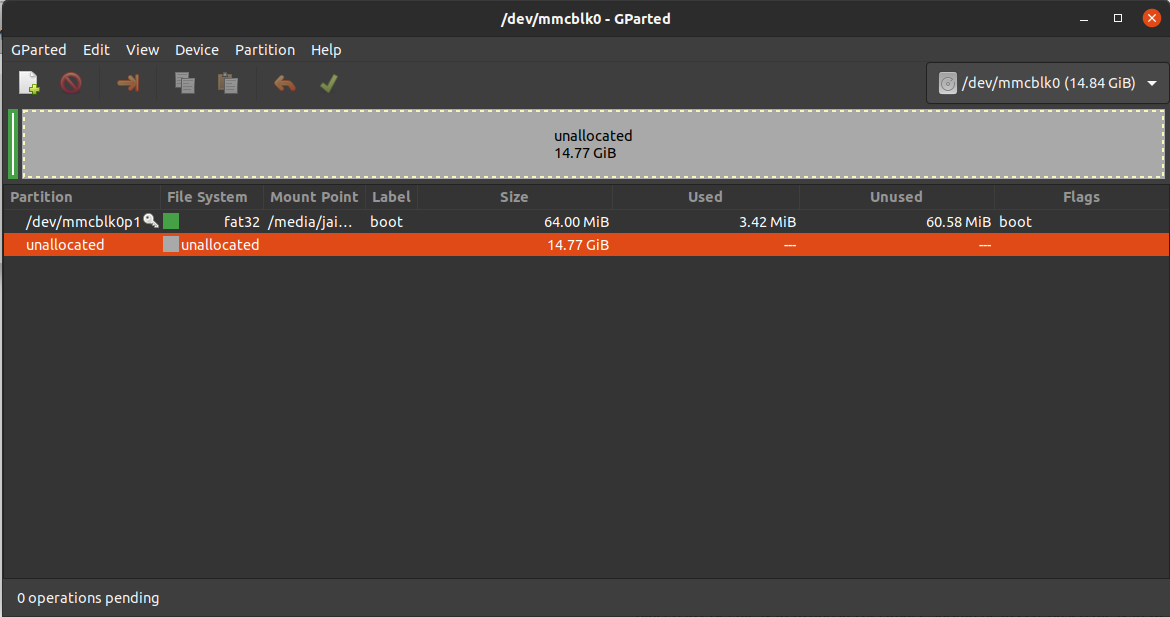 /dev/mmcblk0 - GParted
GParted Edit View Device Partition Help
/dev/mmcblk0 (14.84 GiB)
unallocated
14.77 GiB
Partition File System Mount Point Label Size Used Unused Flags
/dev/mmcblk0p1 fat32 /media/jai... boot 64.00 MiB 3.42 MiB 60.58 MiB boot
unallocated unallocated 14.77 GiB --- ---
0 operations pending